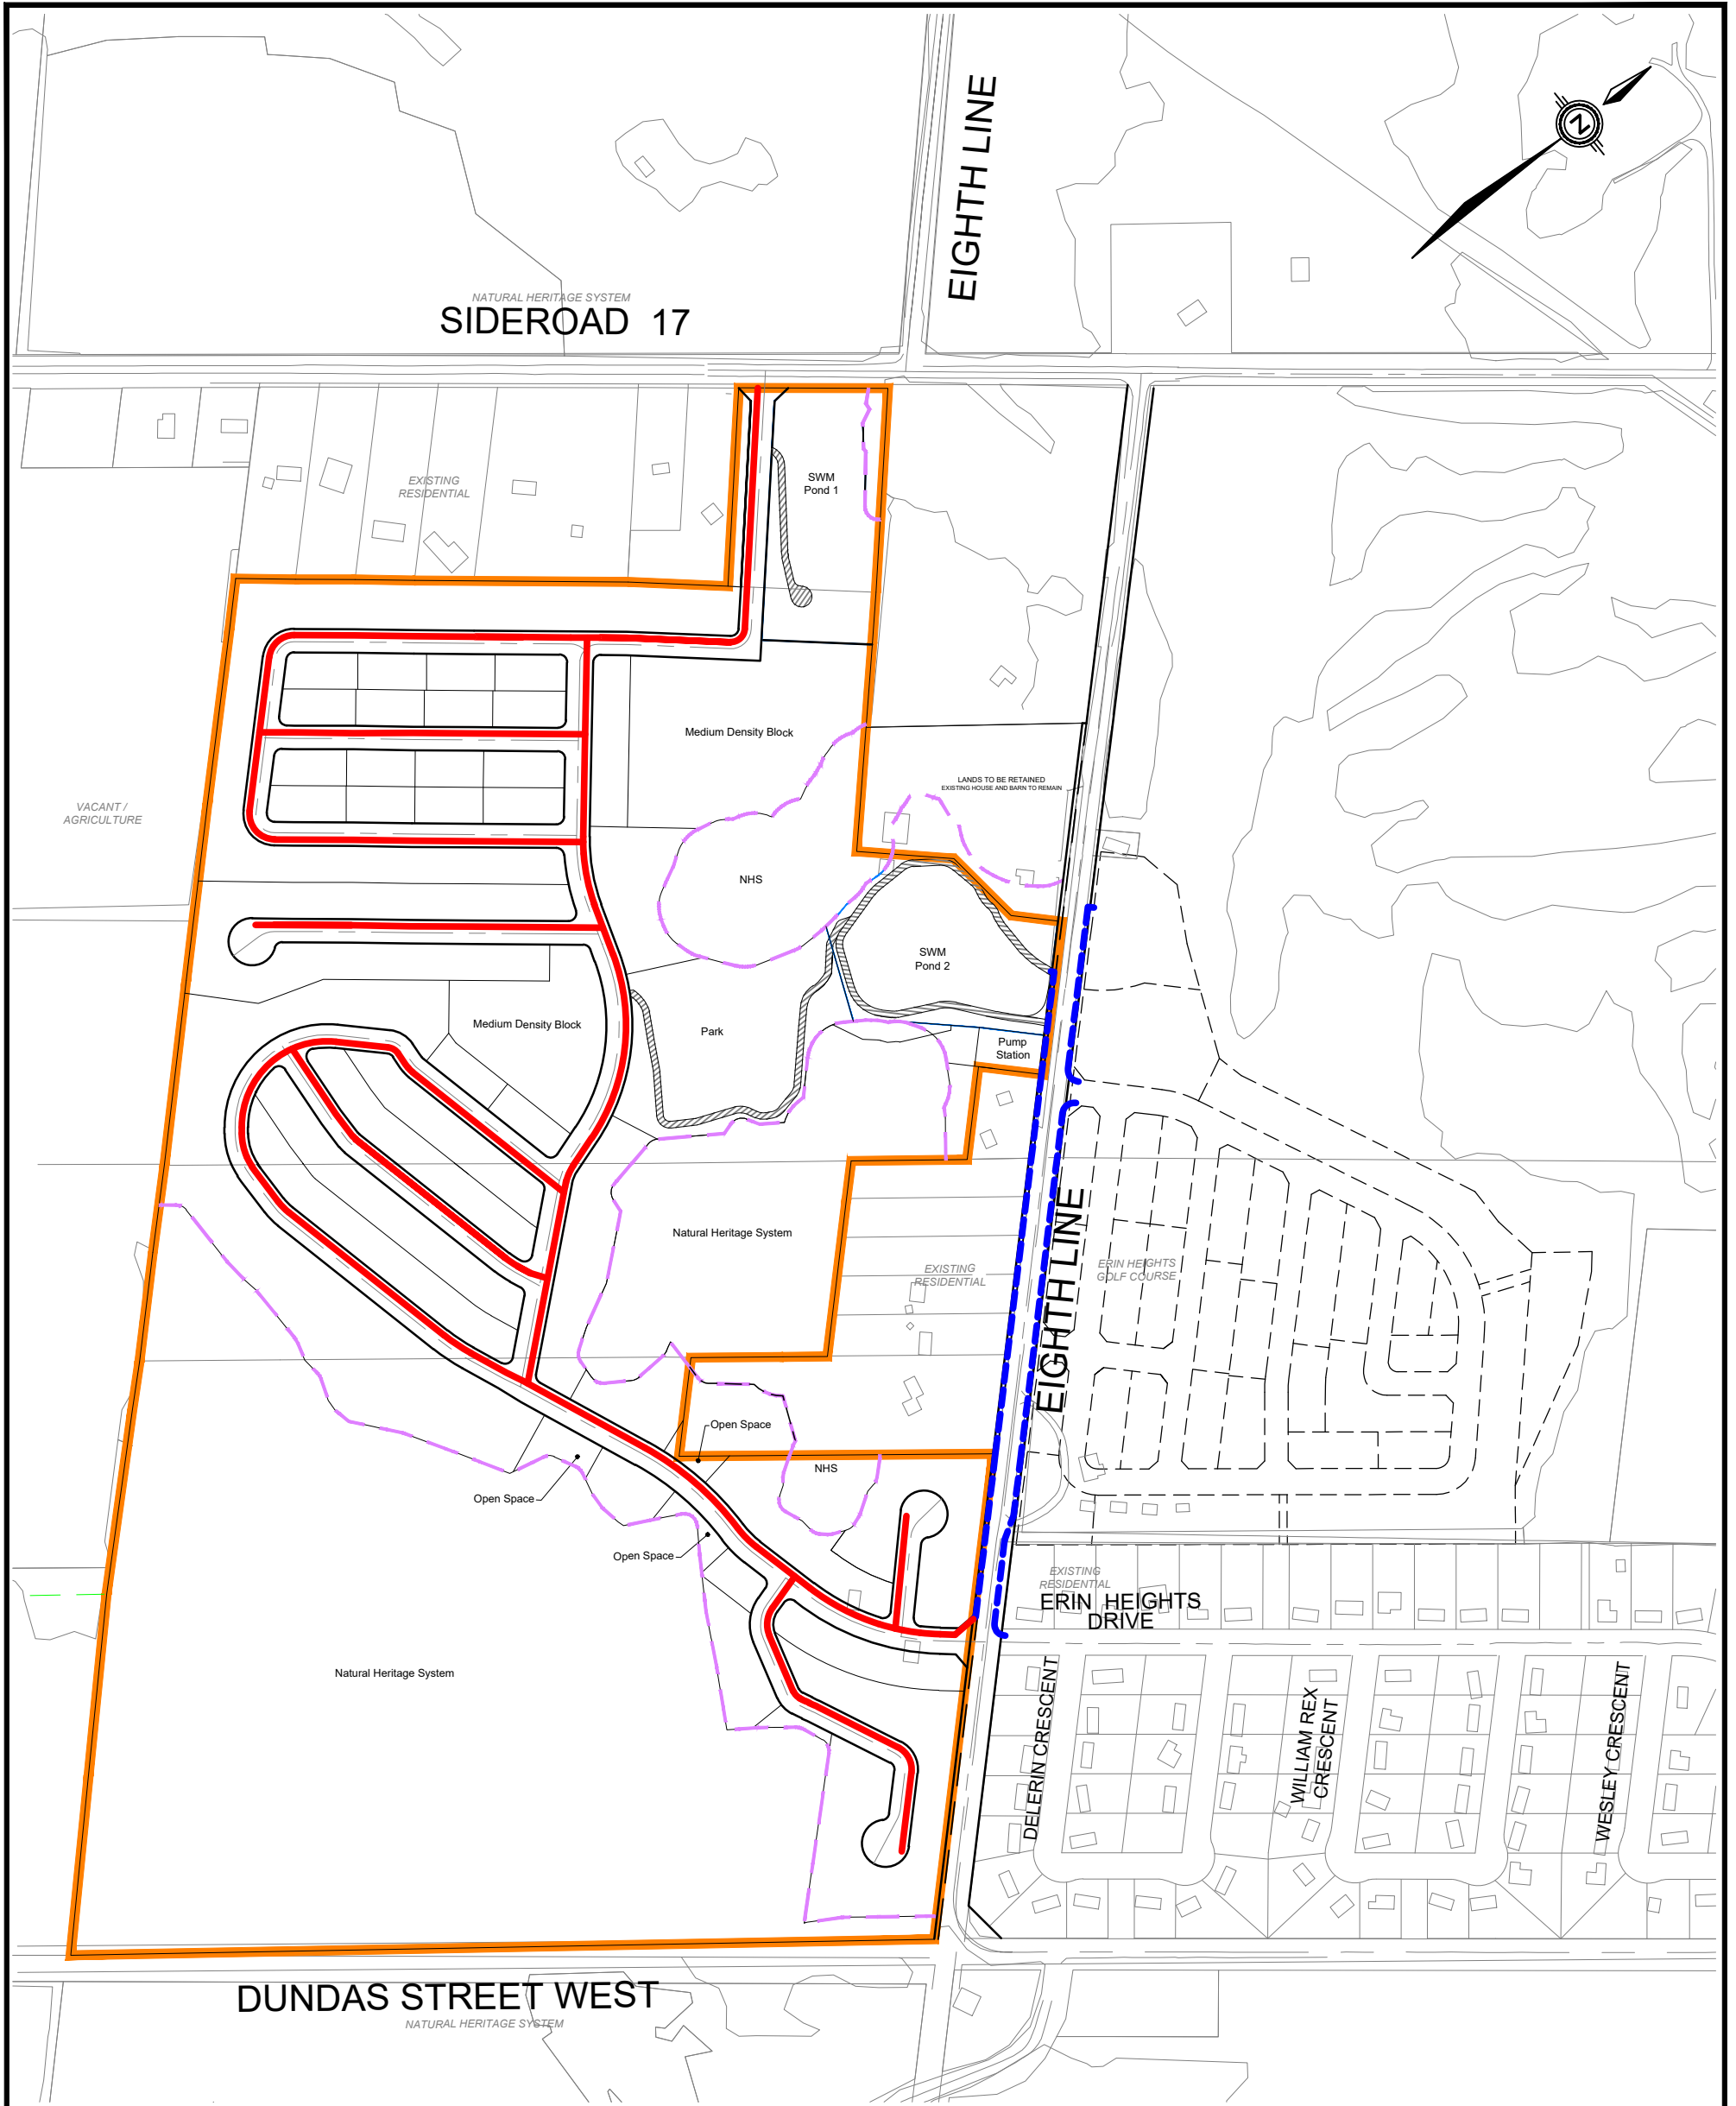 EIGHTH LINE
N
NATURAL HERITAGE SYSTEM
SIDEROAD 17
SWM
Pond 1
EXISTING
RESIDENTIAL
Medium Density Block
LANDS TO BE RETAINED
EXISTING HOUSE AND BARN TO REMAIN
VACANT /
AGRICULTURE
NHS
SWM
Pond 2
Medium Density Block
Park
Pump
Station
Natural Heritage System
EXISTING
RESIDENTIAL
EIGHTH LINE
ERIN HEIGHTS
GOLF COURSE
Open Space
NHS
Open Space
Open Space
EXISTING
RESIDENTIAL
ERIN HEIGHTS
DRIVE
Natural Heritage System
DELERIN CRESCENT
WILLIAM REX
CRESCENT
WESLEY CRESCENT
DUNDAS STREET WEST
NATURAL HERITAGE SYSTEM